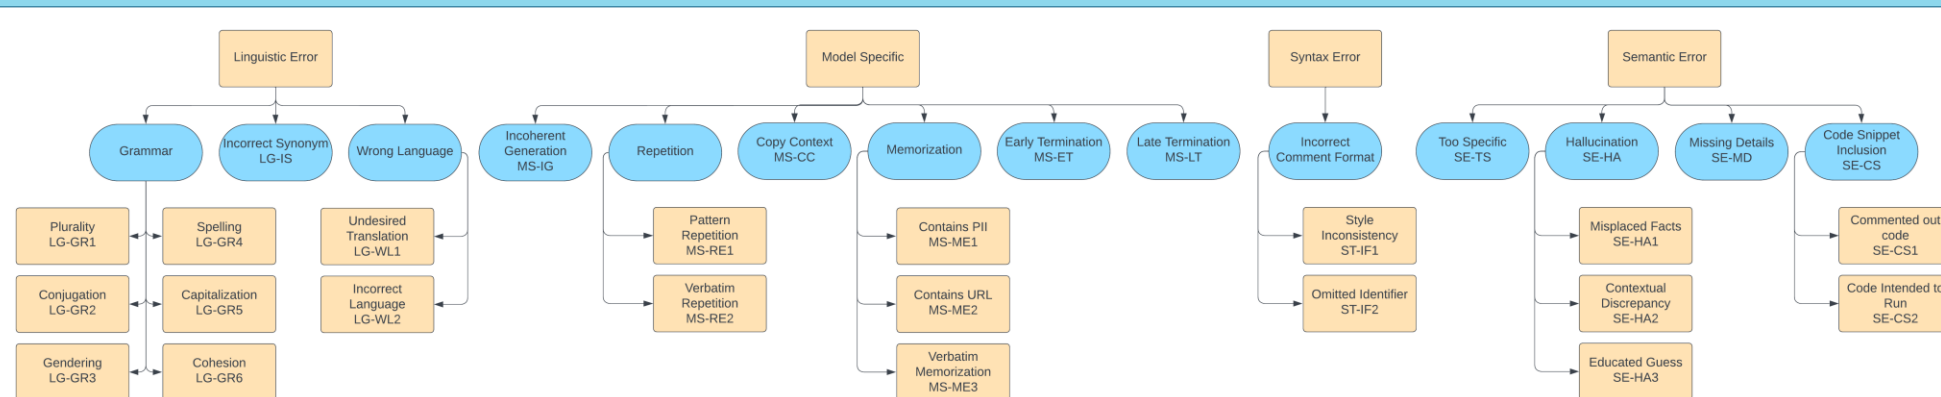 Linguistic Error
Model Specific
Syntax Error
Semantic Error
Grammar
Incorrect Synonym
LG-IS
Wrong Language
Incoherent
Generation
MS-IG
Repetition
Copy Context
MS-CC
Memorization
Early Termination
MS-ET
Late Termination
MS-LT
Incorrect
Comment Format
Too Specific
SE-TS
Hallucination
SE-HA
Missing Details
SE-MD
Code Snippet
Inclusion
SE-CS
Plurality
LG-GR1
Spelling
LG-GR4
Undesired
Translation
LG-WL1
Pattern
Repetition
MS-RE1
Contains PII
MS-ME1
Style
Inconsistency
ST-IF1
Misplaced Facts
SE-HA1
Commented out
code
SE-CS1
Conjugation
LG-GR2
Capitalization
LG-GR5
Incorrect
Language
LG-WL2
Verbatim
Repetition
MS-RE2
Contains URL
MS-ME2
Omitted Identifier
ST-IF2
Contextual
Discrepancy
SE-HA2
Code Intended to
Run
SE-CS2
Gendering
LG-GR3
Cohesion
LG-GR6
Verbatim
Memorization
MS-ME3
Educated Guess
SE-HA3